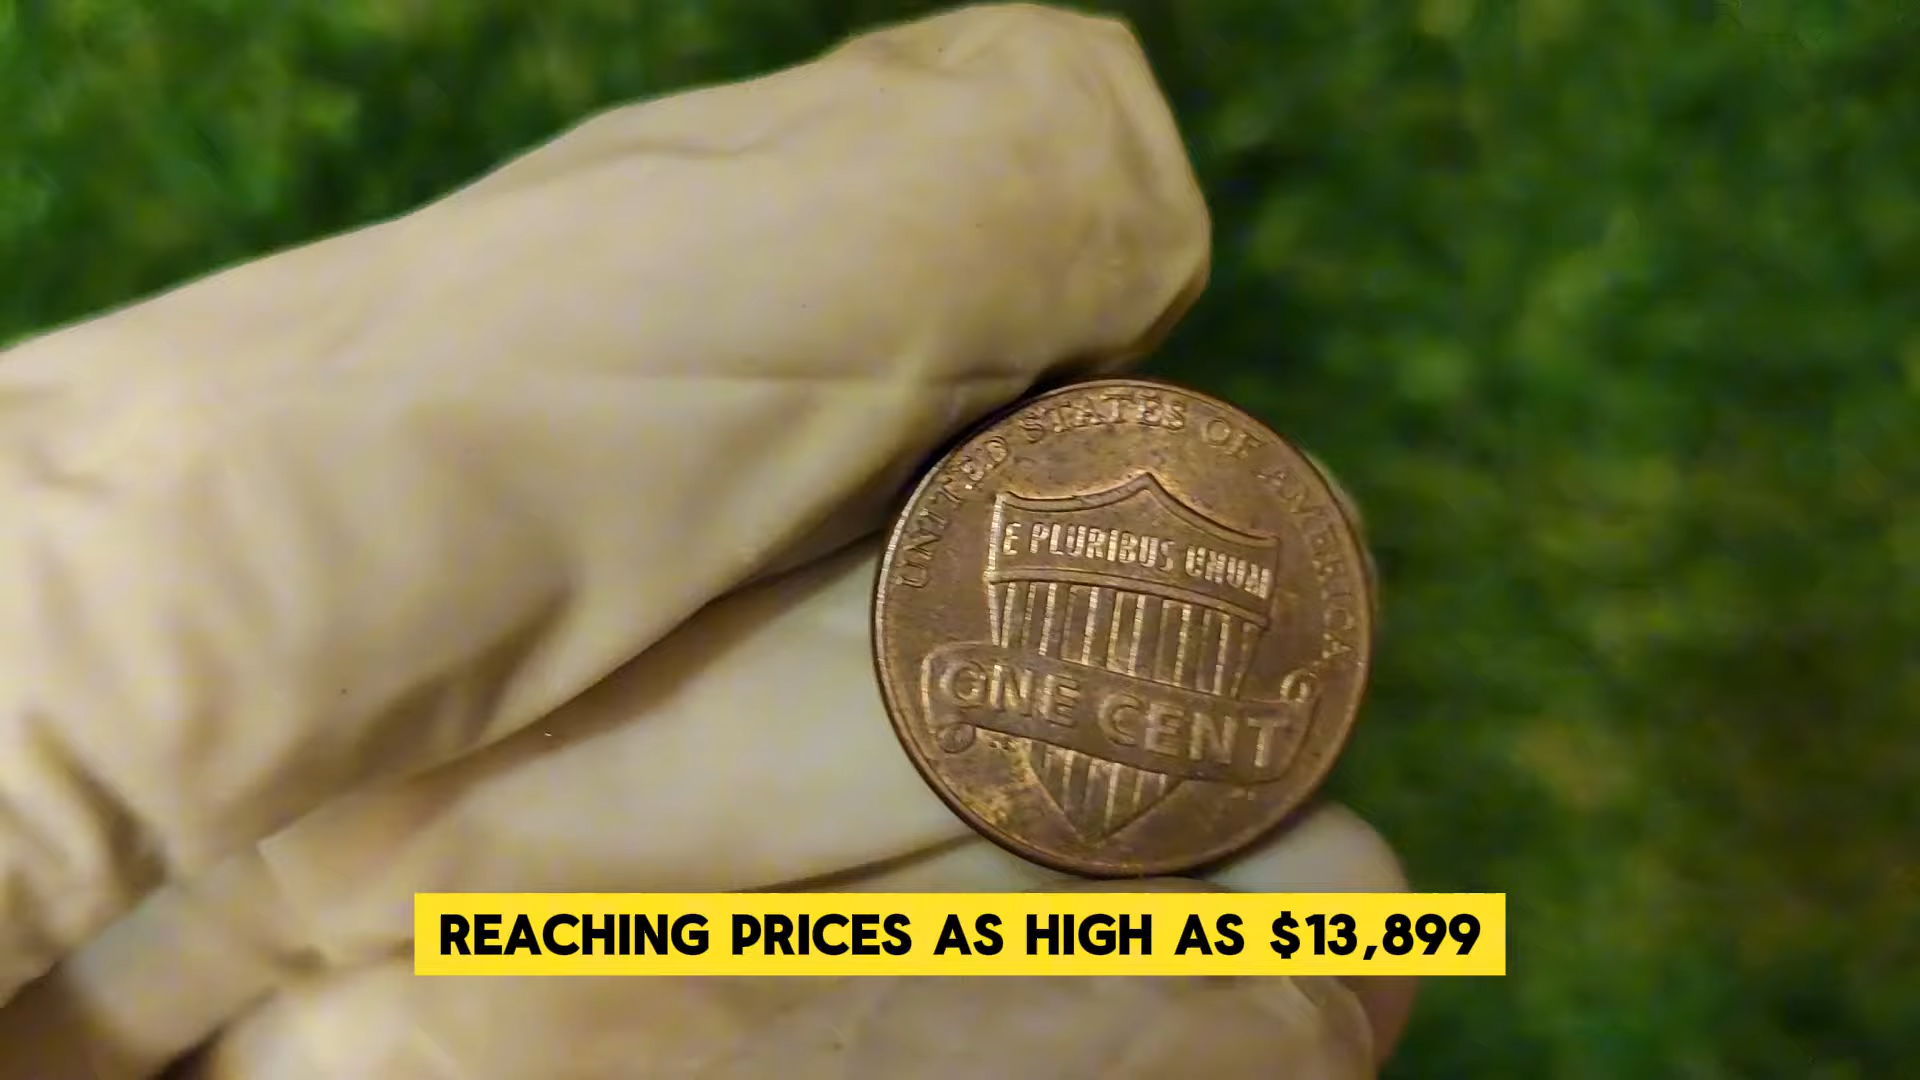 UNITED STATES OF AMERICA
E PLURIBUS UNUM
ONE CENT
REACHING PRICES AS HIGH AS $13,899